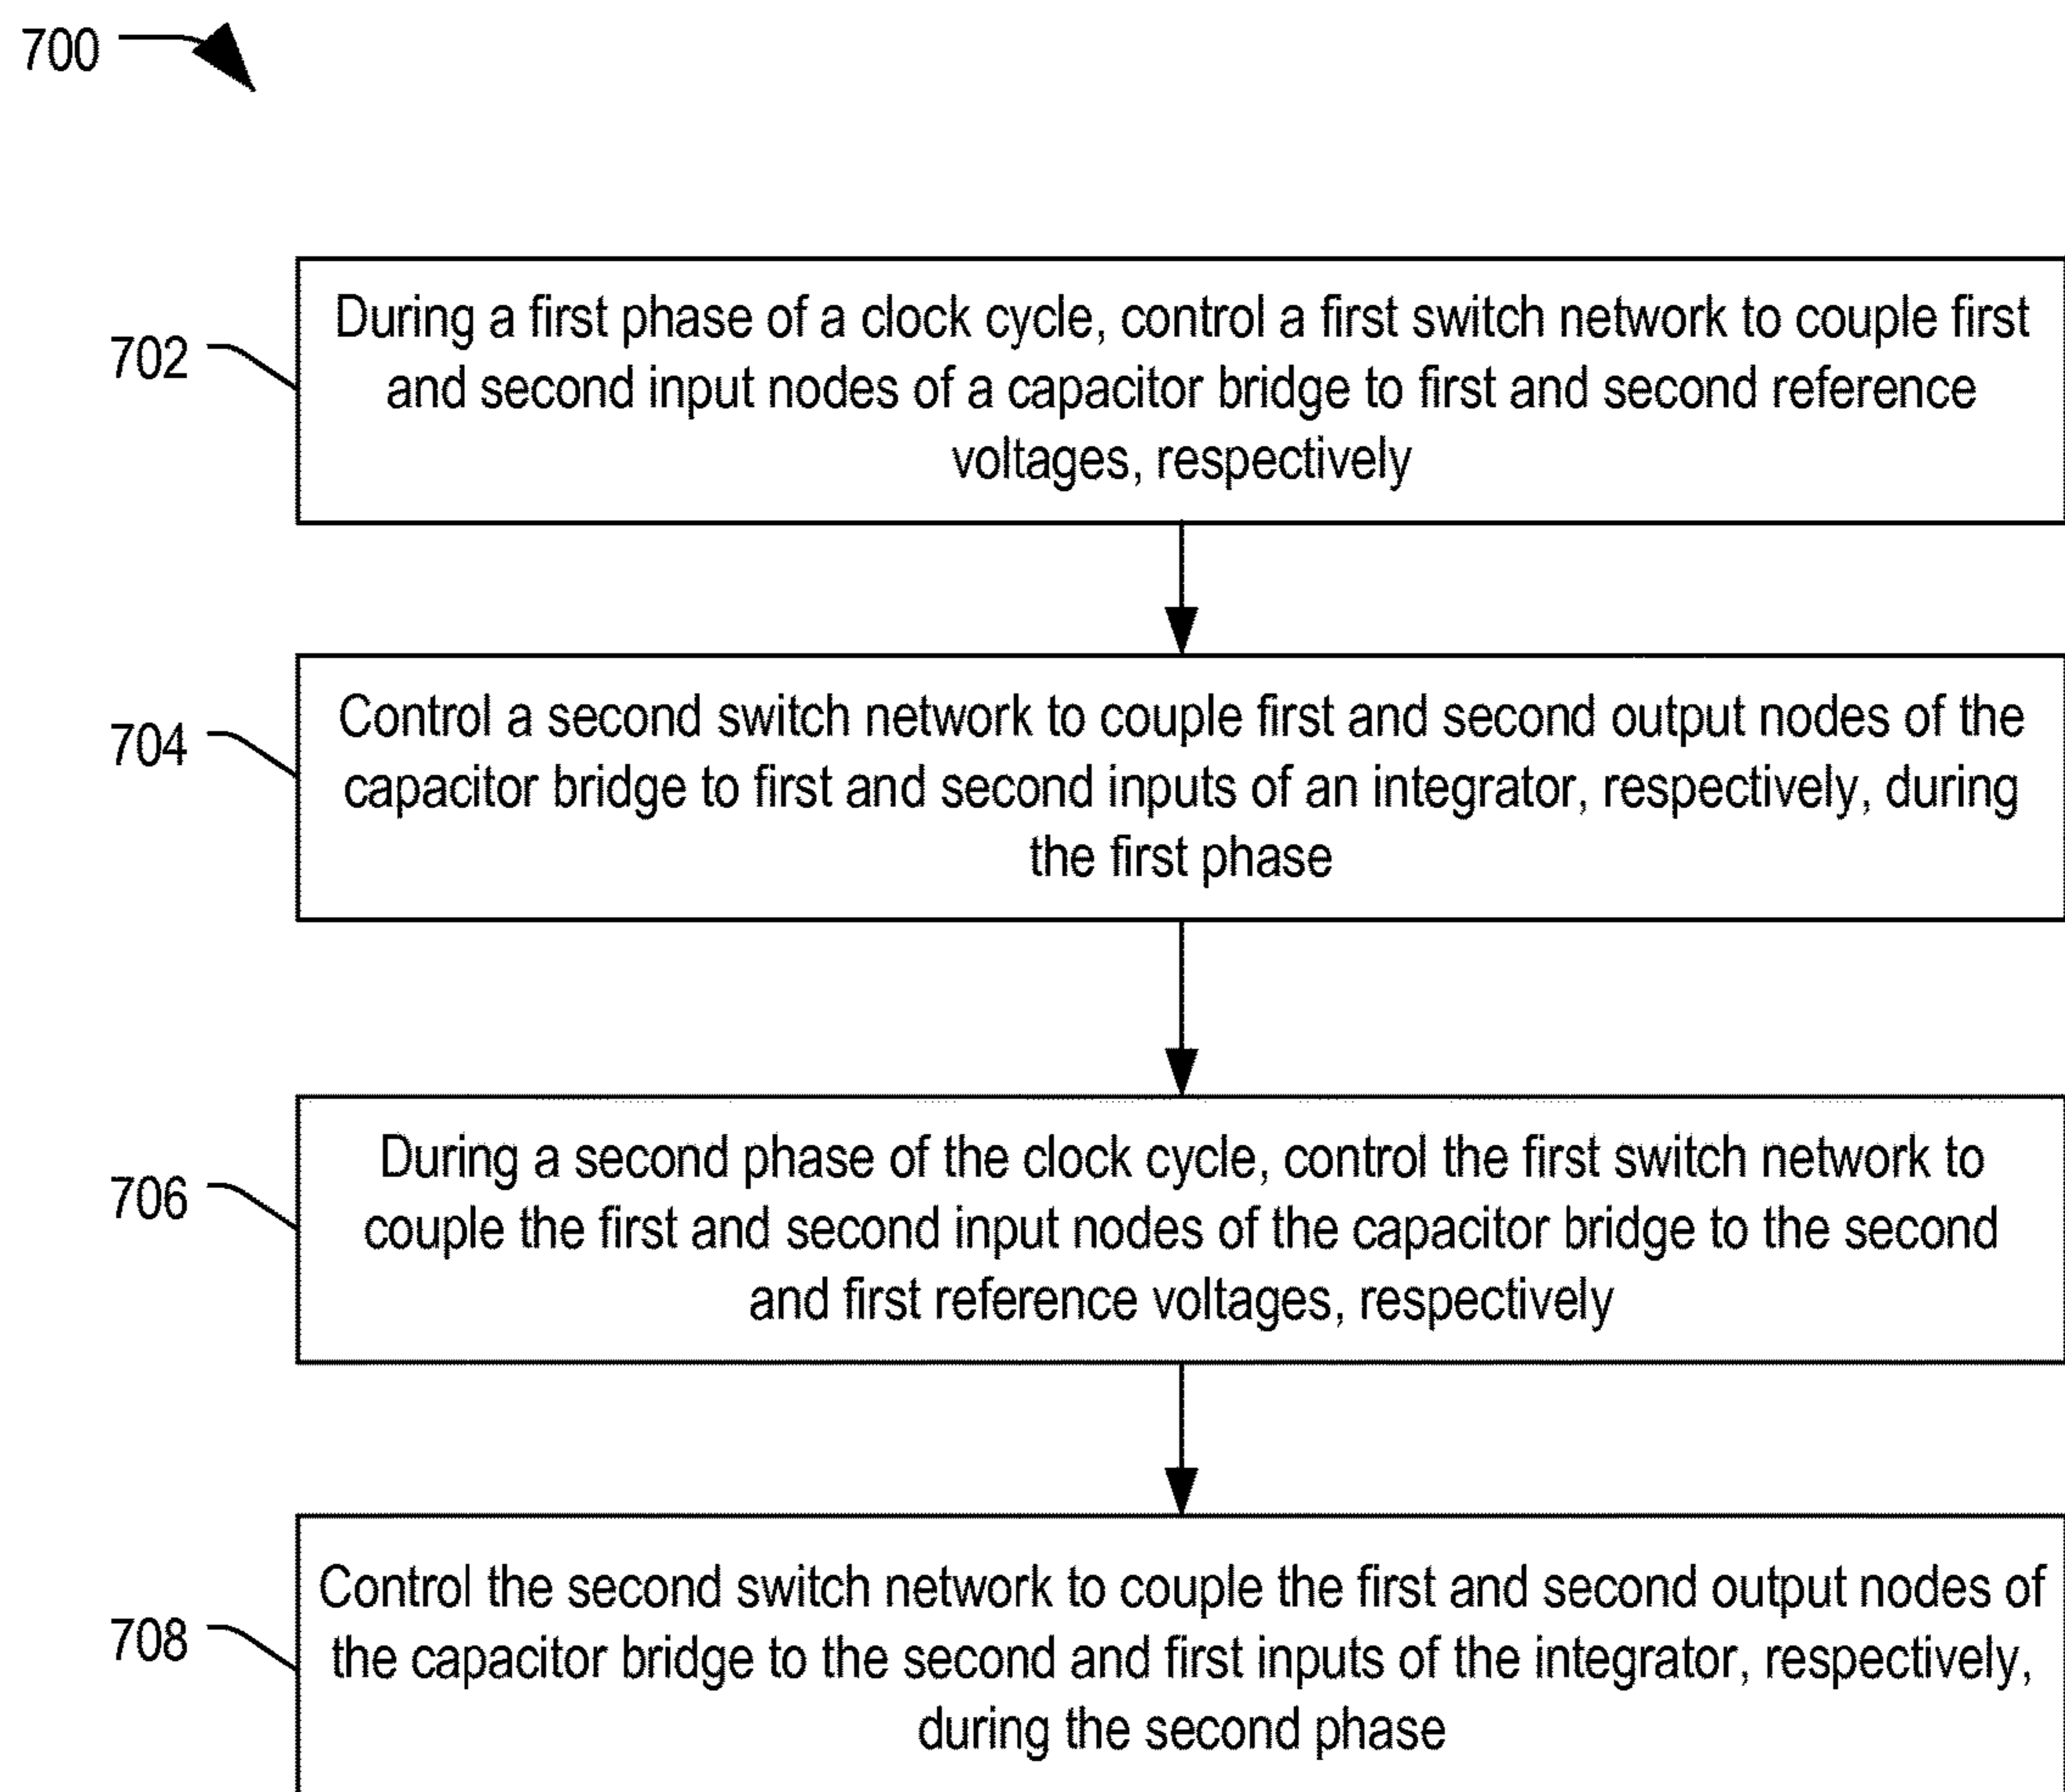 700
702
During a first phase of a clock cycle, control a first switch network to couple first
and second input nodes of a capacitor bridge to first and second reference
voltages, respectively
704
Control a second switch network to couple first and second output nodes of the
capacitor bridge to first and second inputs of an integrator, respectively, during
the first phase
706
During a second phase of the clock cycle, control the first switch network to
couple the first and second input nodes of the capacitor bridge to the second
and first reference voltages, respectively
708
Control the second switch network to couple the first and second output nodes of
the capacitor bridge to the second and first inputs of the integrator, respectively,
during the second phase